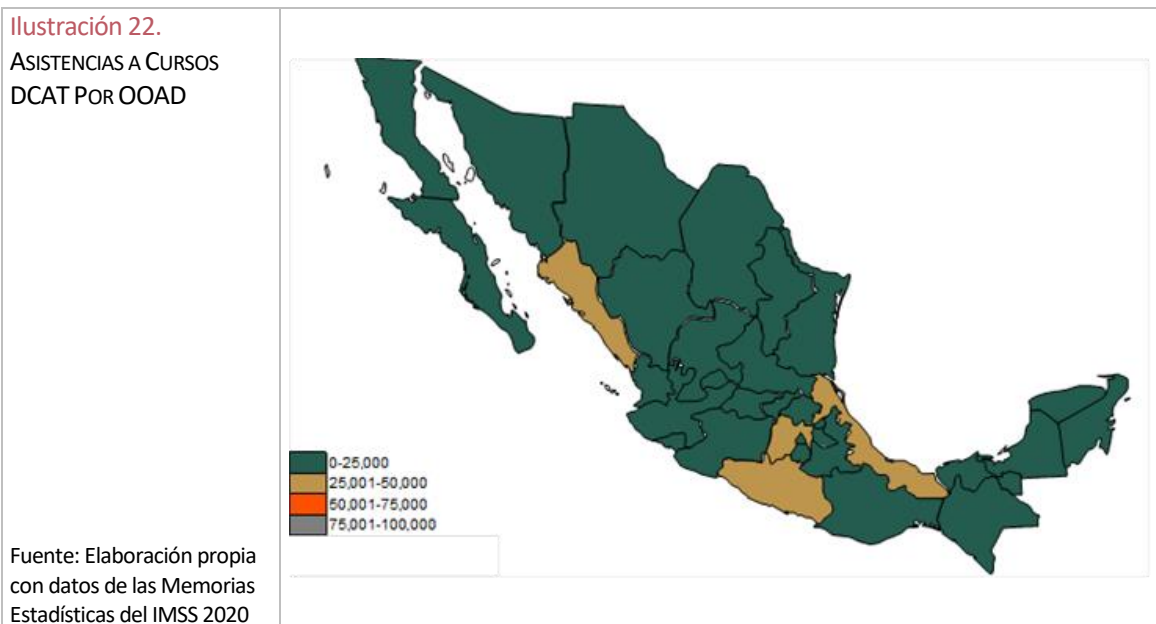 Ilustración 22.
ASISTENCIAS A CURSOS
DCAT POR OOAD
Fuente: Elaboración propia
con datos de las Memorias
Estadísticas del IMSS 2020
0-25,000
25,001-50,000
50,001-75,000
75,001-100,000